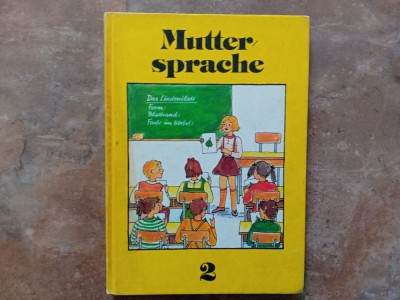 Mutter
sprache
Das Lindenblatt
Form:
Blattrand:
Farbe im Herbst:
2